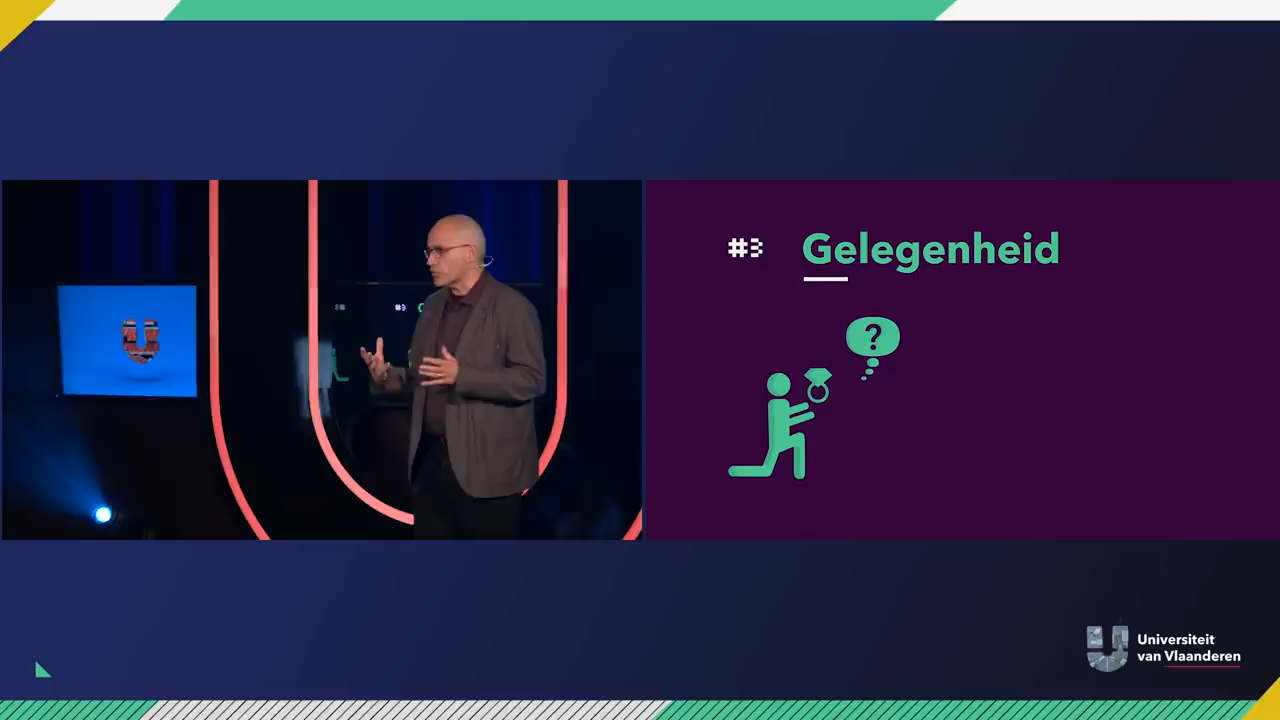 #3 Gelegenheid
?
Universiteit
van Vlaanderen